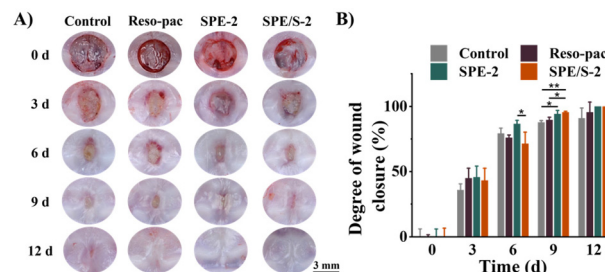 A)
Control Reso-pac SPE-2 SPE/S-2
0 d
3 d
6 d
9 d
12 d
3 mm
B)
Control Reso-pac
SPE-2 SPE/S-2
Degree of wound
closure (%)
100
50
0
*
**
*
*
0 3 6 9 12
Time (d)